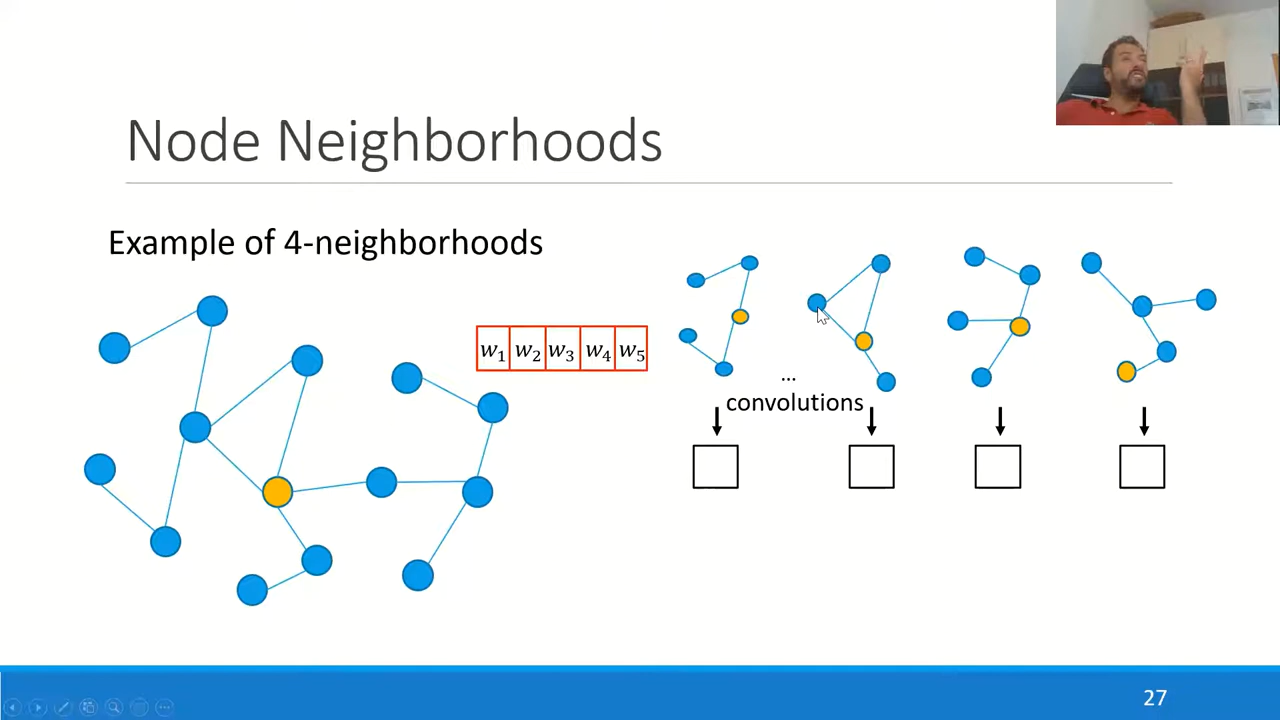 Node Neighborhoods
Example of 4-neighborhoods
w₁ w₂ w₃ w₄ w₅
...
convolutions
27